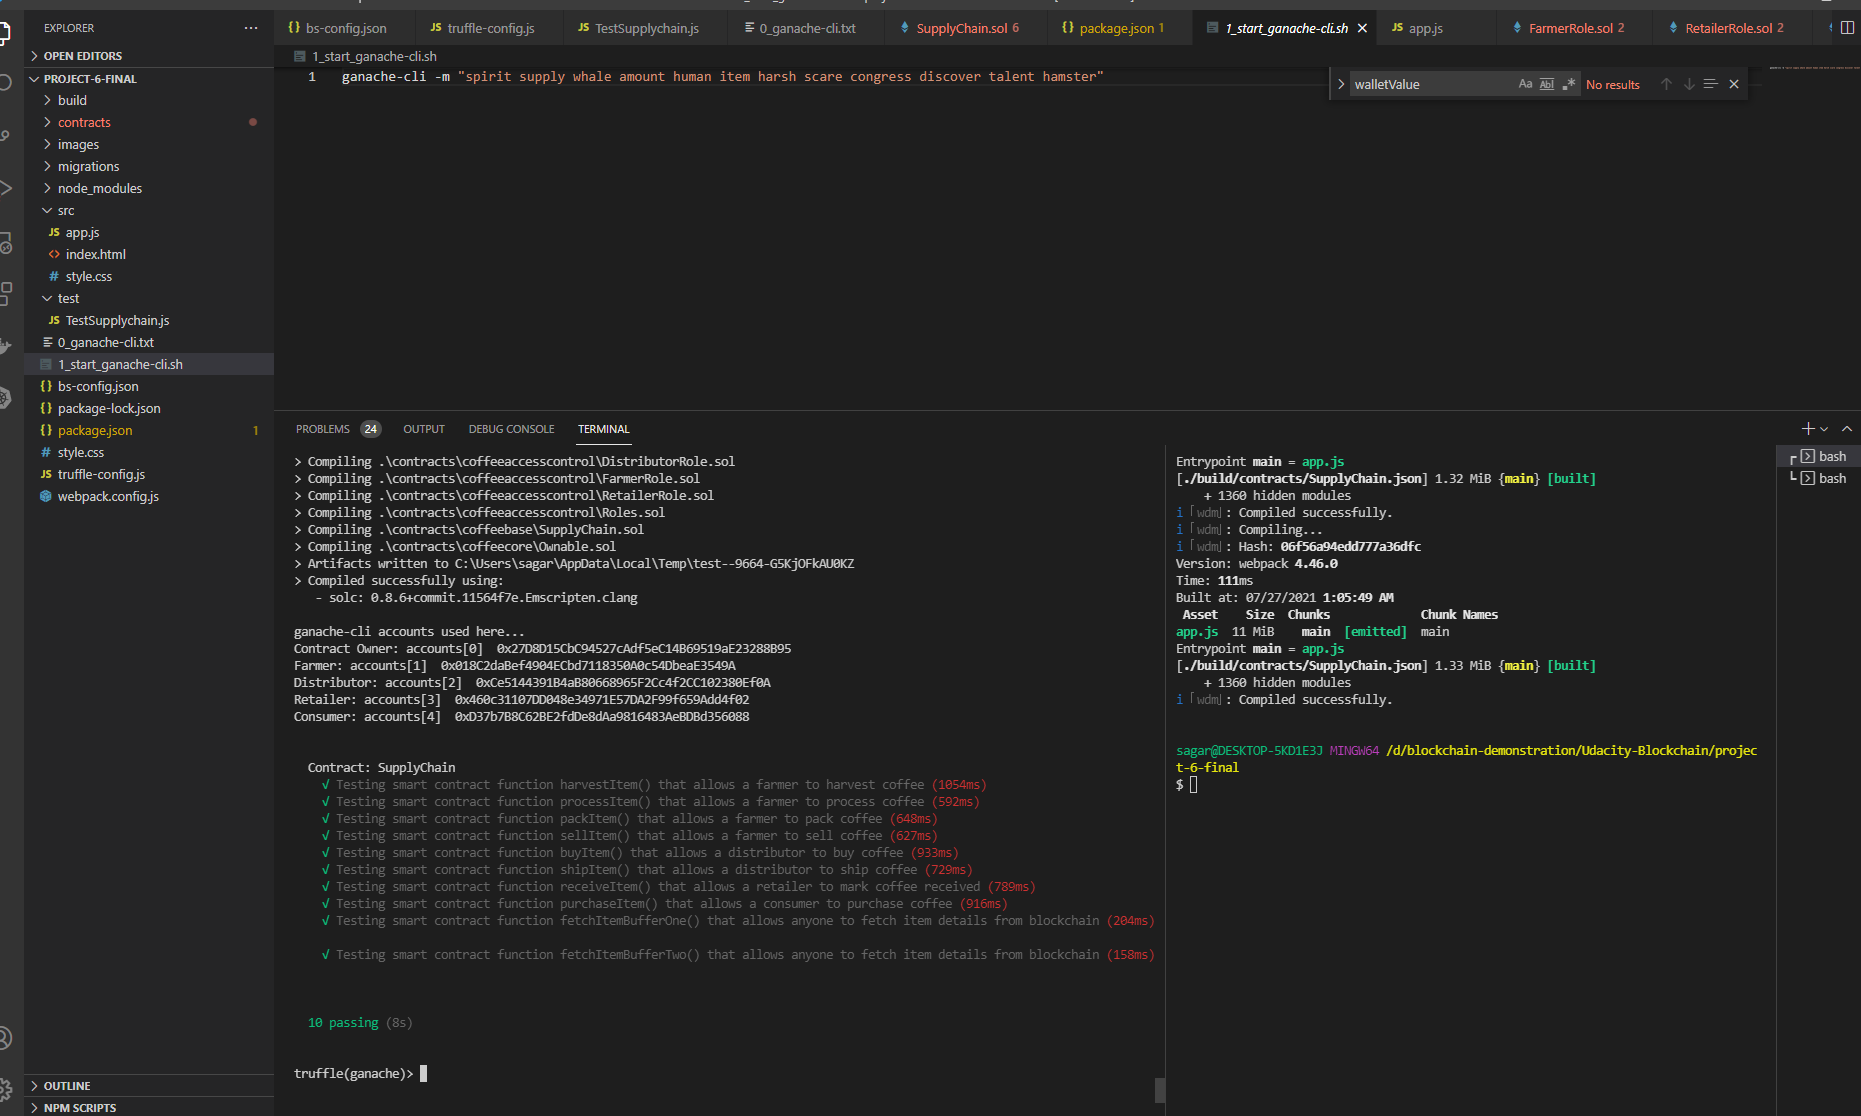 EXPLORER
bs-config.json
truffle-config.js
TestSupplychain.js
0_ganache-cli.txt
SupplyChain.sol 6
package.json 1
1_start_ganache-cli.sh
app.js
FarmerRole.sol 2
RetailerRole.sol 2
OPEN EDITORS
PROJECT-6-FINAL
build
contracts
images
migrations
node_modules
src
app.js
index.html
style.css
test
TestSupplychain.js
0_ganache-cli.txt
1_start_ganache-cli.sh
bs-config.json
package-lock.json
package.json 1
style.css
truffle-config.js
webpack.config.js
OUTLINE
NPM SCRIPTS
1_start_ganache-cli.sh
1 ganache-cli -m "spirit supply whale amount human item harsh scare congress discover talent hamster"
walletValue Aa Abl .* No results
PROBLEMS 24 OUTPUT DEBUG CONSOLE TERMINAL
> Compiling .\contracts\coffeeaccesscontrol\DistributorRole.sol
> Compiling .\contracts\coffeeaccesscontrol\FarmerRole.sol
> Compiling .\contracts\coffeeaccesscontrol\RetailerRole.sol
> Compiling .\contracts\coffeeaccesscontrol\Roles.sol
> Compiling .\contracts\coffeebase\SupplyChain.sol
> Compiling .\contracts\coffeecore\Ownable.sol
> Artifacts written to C:\Users\sagar\AppData\Local\Temp\test--9664-G5KjOFkAU0KZ
> Compiled successfully using:
- solc: 0.8.6+commit.11564f7e.Emscripten.clang
ganache-cli accounts used here...
Contract Owner: accounts[0] 0x27D8D15CbC94527cAdf5eC14B69519aE23288B95
Farmer: accounts[1] 0x018C2daBef4904ECbd7118350A0c54DbeaE3549A
Distributor: accounts[2] 0xCe5144391B4aB80668965F2Cc4f2CC102380Ef0A
Retailer: accounts[3] 0x460c31107DD048e34971E57DA2F99f659Add4f02
Consumer: accounts[4] 0xD37b7B8C62BE2fdDe8dAa9816483AeBDBd356088
Contract: SupplyChain
√ Testing smart contract function harvestItem() that allows a farmer to harvest coffee (1054ms)
√ Testing smart contract function processItem() that allows a farmer to process coffee (592ms)
√ Testing smart contract function packItem() that allows a farmer to pack coffee (648ms)
√ Testing smart contract function sellItem() that allows a farmer to sell coffee (627ms)
√ Testing smart contract function buyItem() that allows a distributor to buy coffee (933ms)
√ Testing smart contract function shipItem() that allows a distributor to ship coffee (729ms)
√ Testing smart contract function receiveItem() that allows a retailer to mark coffee received (789ms)
√ Testing smart contract function purchaseItem() that allows a consumer to purchase coffee (916ms)
√ Testing smart contract function fetchItemBufferOne() that allows anyone to fetch item details from blockchain (204ms)
√ Testing smart contract function fetchItemBufferTwo() that allows anyone to fetch item details from blockchain (158ms)
10 passing (8s)
truffle(ganache)>
Entrypoint main = app.js
[./build/contracts/SupplyChain.json] 1.32 MiB {main} [built]
+ 1360 hidden modules
i ｢wdm｣: Compiled successfully.
i ｢wdm｣: Compiling...
i ｢wdm｣: Hash: 06f56a94edd777a36dfc
Version: webpack 4.46.0
Time: 111ms
Built at: 07/27/2021 1:05:49 AM
Asset Size Chunks Chunk Names
app.js 11 MiB main [emitted] main
Entrypoint main = app.js
[./build/contracts/SupplyChain.json] 1.33 MiB {main} [built]
+ 1360 hidden modules
i ｢wdm｣: Compiled successfully.
sagar@DESKTOP-5KD1E3J MINGW64 /d/blockchain-demonstration/Udacity-Blockchain/projec
t-6-final
$
bash
bash